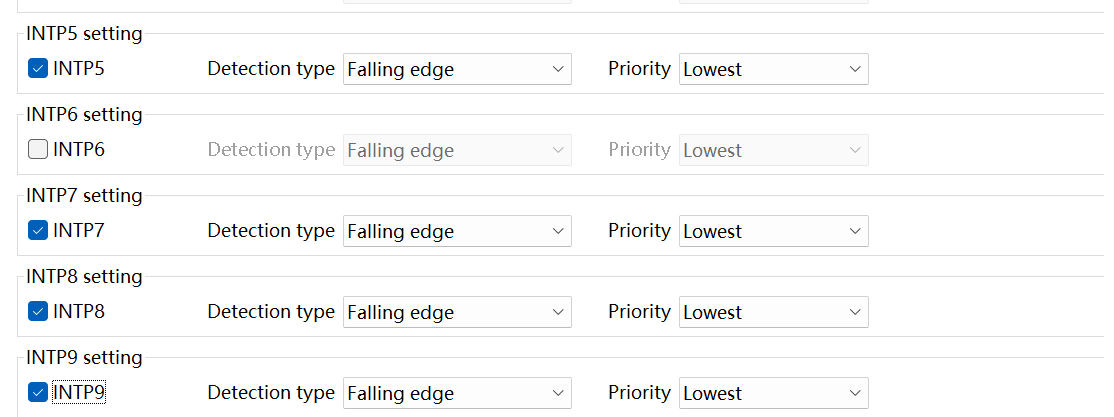 INTP5 setting
INTP5 Detection type Falling edge Priority Lowest
INTP6 setting
INTP6 Detection type Falling edge Priority Lowest
INTP7 setting
INTP7 Detection type Falling edge Priority Lowest
INTP8 setting
INTP8 Detection type Falling edge Priority Lowest
INTP9 setting
INTP9 Detection type Falling edge Priority Lowest